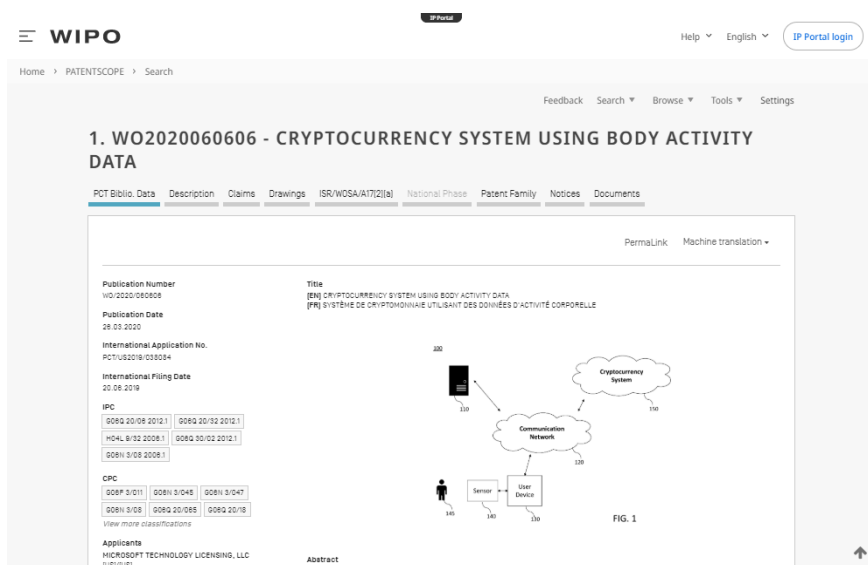 IP Portal
WIPO
Help English IP Portal login
Home > PATENTSCOPE > Search
Feedback Search ▼ Browse ▼ Tools ▼ Settings
1. WO2020060606 - CRYPTOCURRENCY SYSTEM USING BODY ACTIVITY
DATA
PCT Biblio. Data Description Claims Drawings ISR/WOSA/A17(2)(a) National Phase Patent Family Notices Documents
PermaLink Machine translation ▾
Publication Number
WO/2020/060606
Publication Date
26.03.2020
International Application No.
PCT/US2019/038084
International Filing Date
20.06.2019
IPC
G06Q 20/06 2012.1 G06Q 20/32 2012.1
H04L 9/32 2006.1 G06Q 30/02 2012.1
G06N 3/08 2006.1
CPC
G06F 3/011 G06N 3/045 G06N 3/047
G06N 3/08 G06Q 20/065 G06Q 20/18
View more classifications
Applicants
MICROSOFT TECHNOLOGY LICENSING, LLC
[US/US]
Title
[EN] CRYPTOCURRENCY SYSTEM USING BODY ACTIVITY DATA
[FR] SYSTÈME DE CRYPTOMONNAIE UTILISANT DES DONNÉES D'ACTIVITÉ CORPORELLE
100
110
Cryptocurrency
System
150
Communication
Network
120
145
Sensor
140
User
Device
130
FIG. 1
Abstract